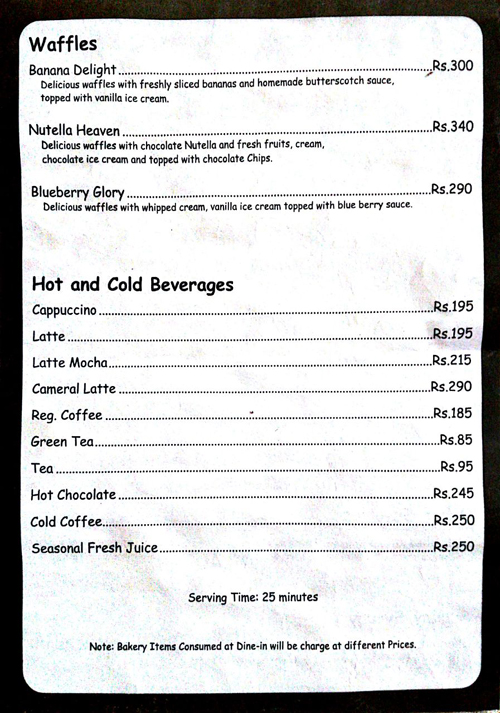 Waffles
Banana Delight..........Rs.300
Delicious waffles with freshly sliced bananas and homemade butterscotch sauce,
topped with vanilla ice cream.
Nutella Heaven..........Rs.340
Delicious waffles with chocolate Nutella and fresh fruits, cream,
chocolate ice cream and topped with chocolate Chips.
Blueberry Glory..........Rs.290
Delicious waffles with whipped cream, vanilla ice cream topped with blue berry sauce.
Hot and Cold Beverages
Cappuccino..........Rs.195
Latte..........Rs.195
Latte Mocha..........Rs.215
Cameral Latte..........Rs.290
Reg. Coffee..........Rs.185
Green Tea..........Rs.85
Tea..........Rs.95
Hot Chocolate..........Rs.245
Cold Coffee..........Rs.250
Seasonal Fresh Juice..........Rs.250
Serving Time: 25 minutes
Note: Bakery Items Consumed at Dine-in will be charge at different Prices.